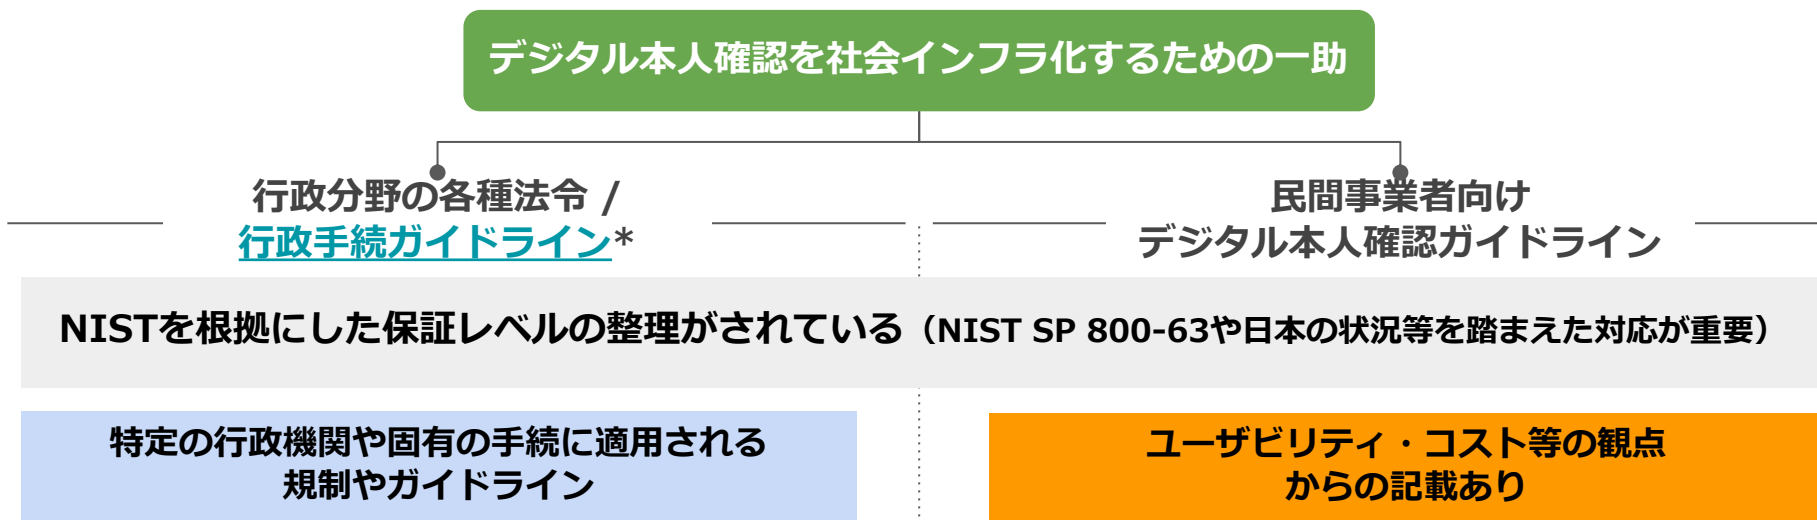 デジタル本人確認を社会インフラ化するための一助
行政分野の各種法令 /
行政手続ガイドライン*
民間事業者向け
デジタル本人確認ガイドライン
NISTを根拠にした保証レベルの整理がされている（NIST SP 800-63や日本の状況等を踏まえた対応が重要）
特定の行政機関や固有の手続に適用される
規制やガイドライン
ユーザビリティ・コスト等の観点
からの記載あり